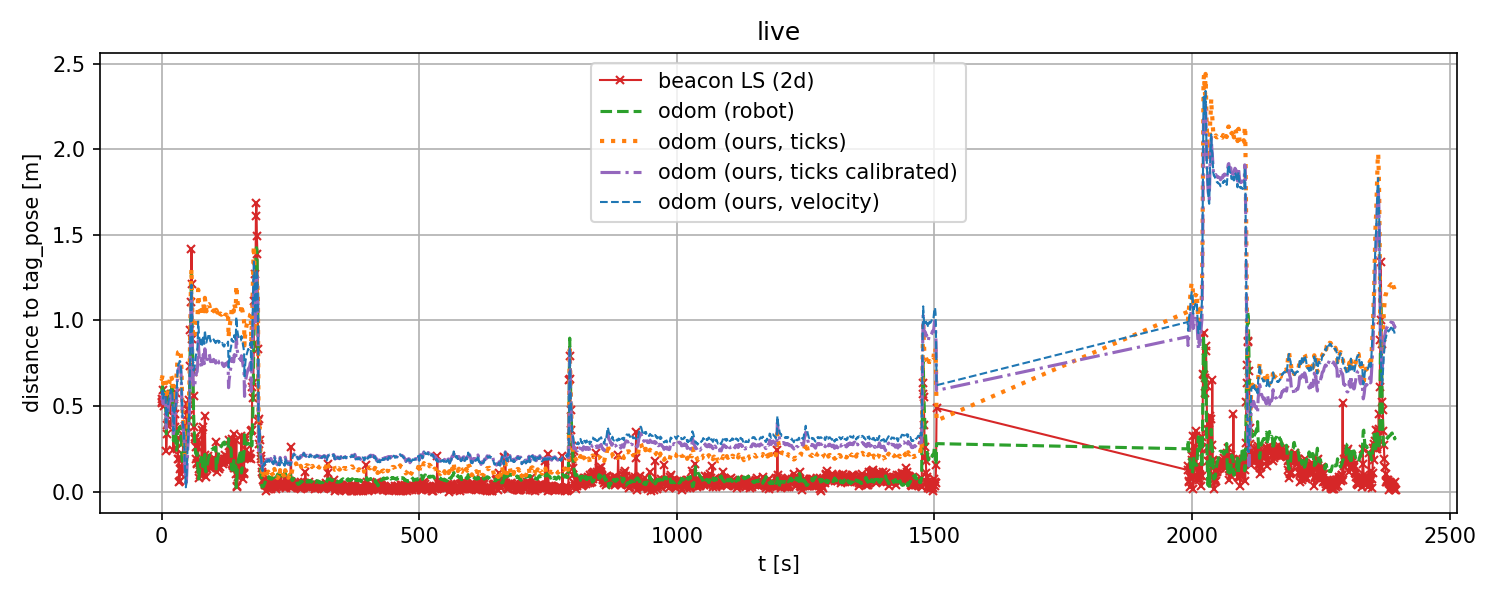 live
distance to tag_pose [m]
2.5
2.0
1.5
1.0
0.5
0.0
beacon LS (2d)
odom (robot)
odom (ours, ticks)
odom (ours, ticks calibrated)
odom (ours, velocity)
0 500 1000 1500 2000 2500
t [s]